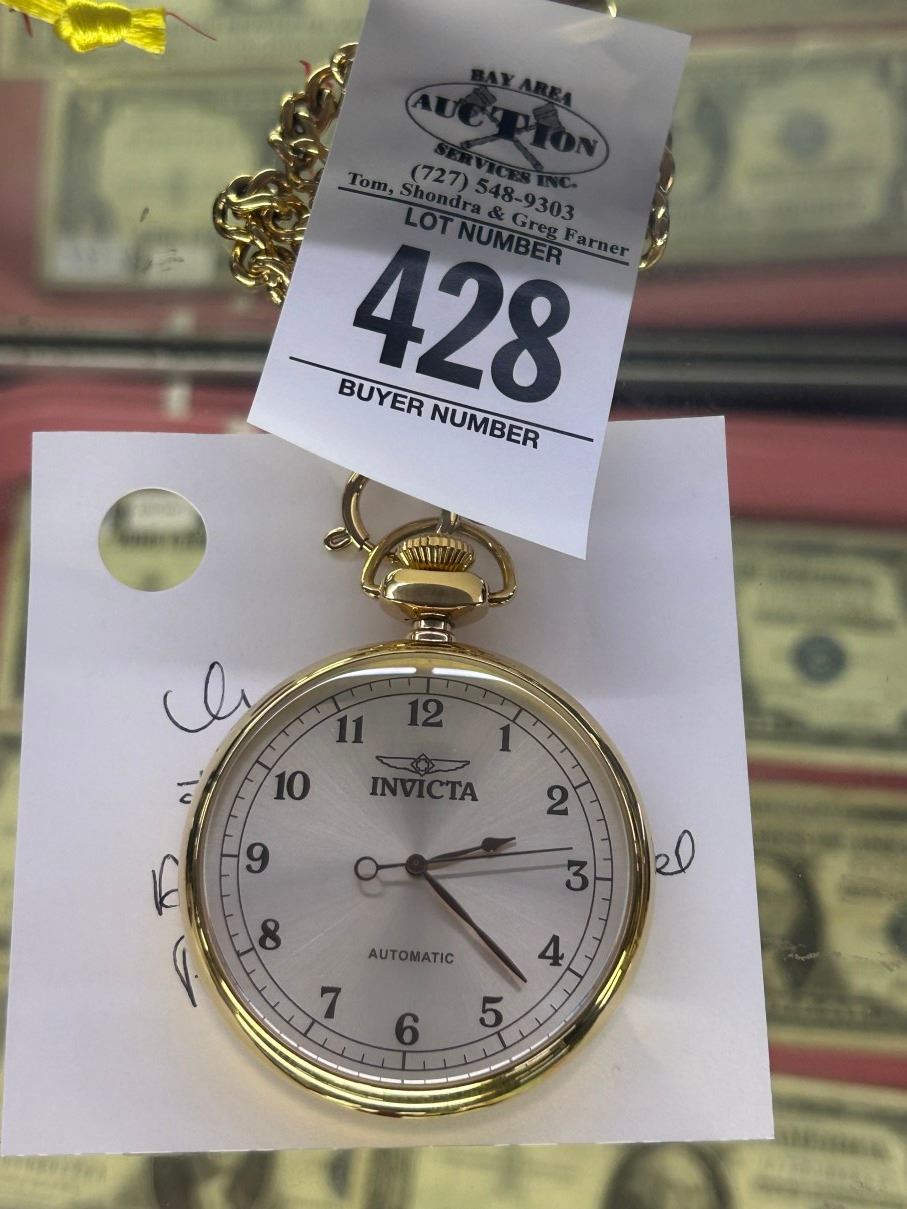 BAY AREA
AUCTION
SERVICES INC.
(727) 548-9303
Tom, Shondra & Greg Farner
LOT NUMBER
428
BUYER NUMBER
12
11 1
INVICTA
10 2
9 3
8 4
AUTOMATIC
7 5
6